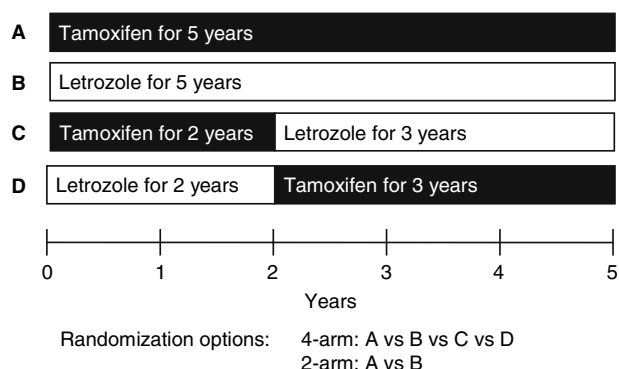 A Tamoxifen for 5 years
B Letrozole for 5 years
C Tamoxifen for 2 years Letrozole for 3 years
D Letrozole for 2 years Tamoxifen for 3 years
0 1 2 3 4 5
Years
Randomization options: 4-arm: A vs B vs C vs D
2-arm: A vs B